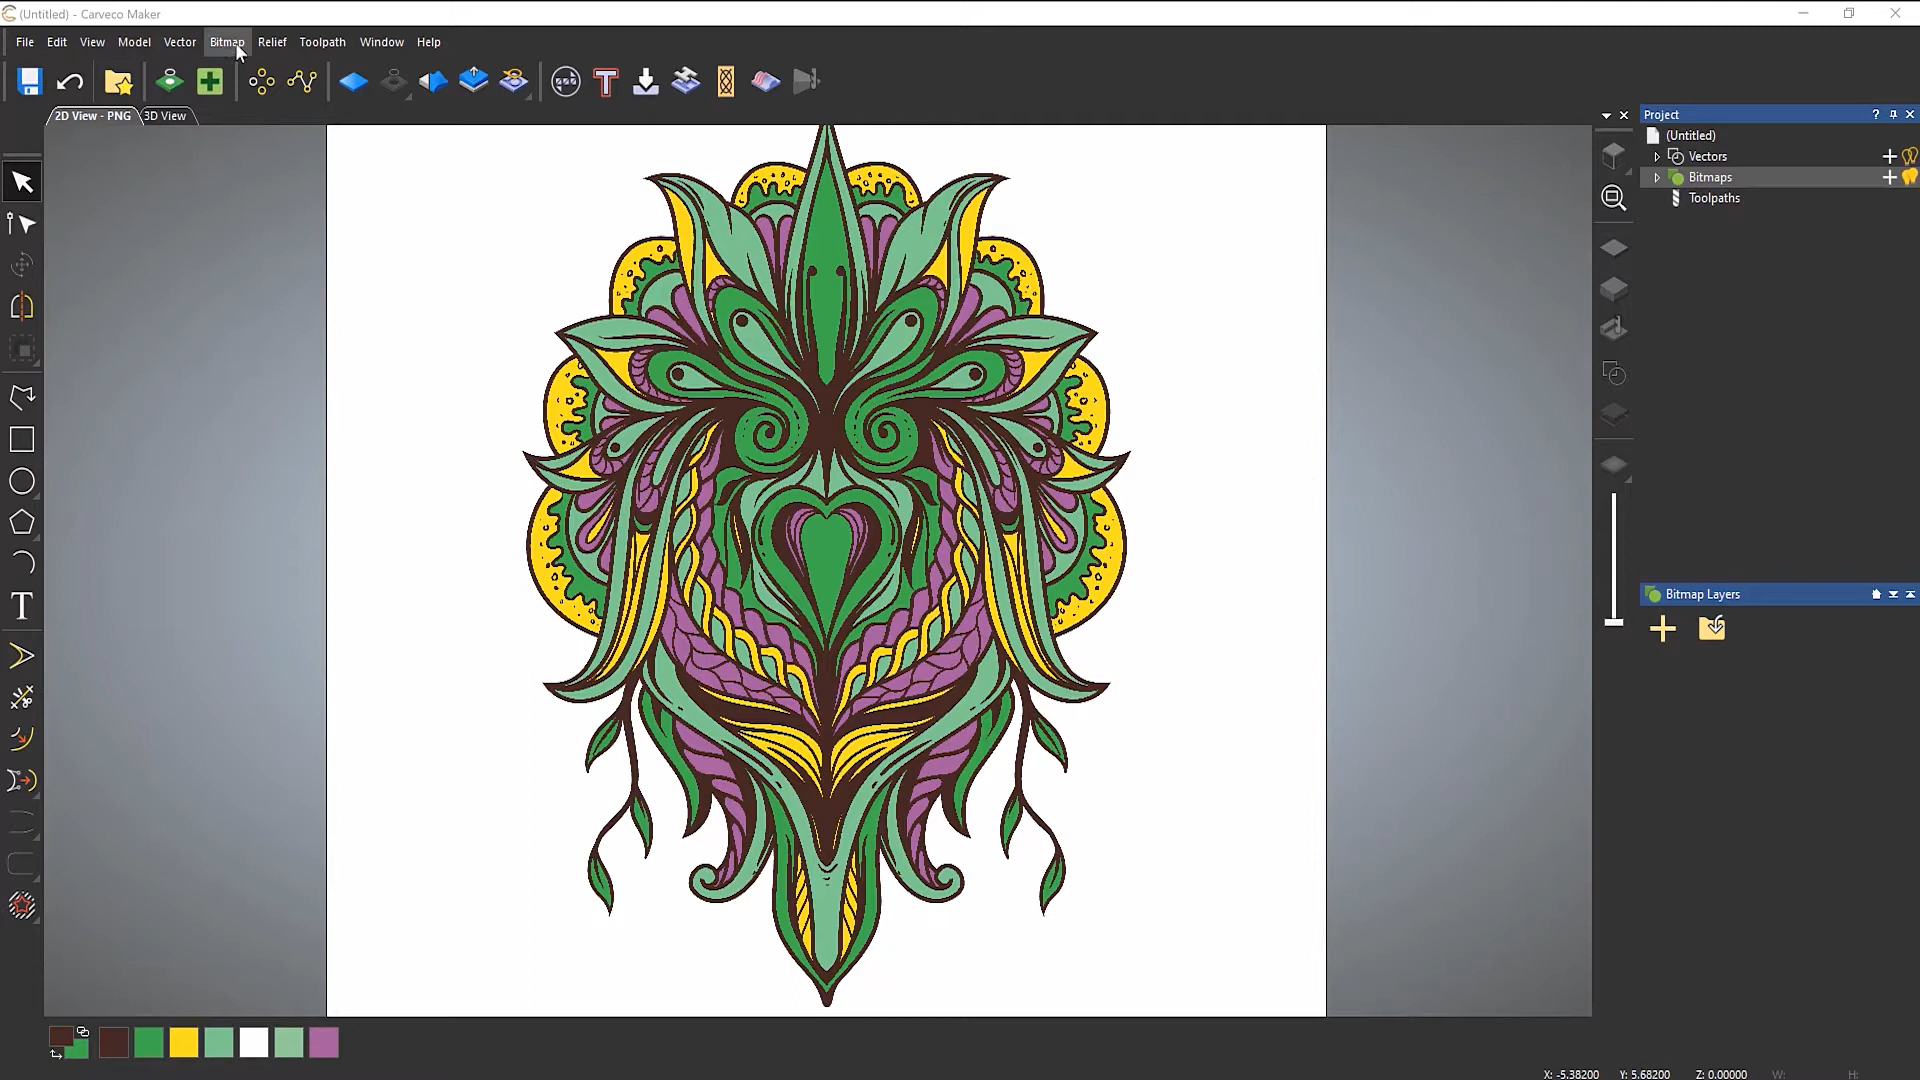 (Untitled) - Carveco Maker
File Edit View Model Vector Bitmap Relief Toolpath Window Help
2D View - PNG 3D View
Project
(Untitled)
Vectors
Bitmaps
Toolpaths
Bitmap Layers
X: -5.38200 Y: 5.68200 Z: 0.00000 W: H: